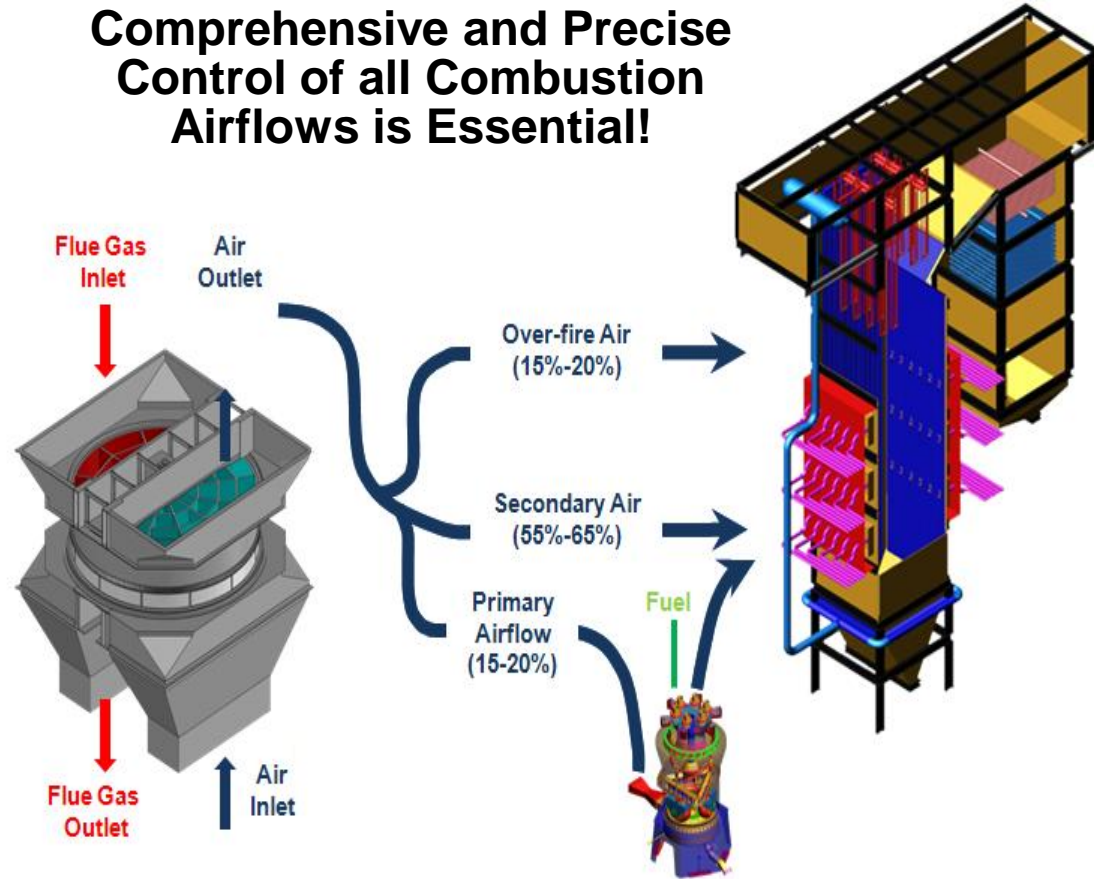 Comprehensive and Precise
Control of all Combustion
Airflows is Essential!
Flue Gas
Inlet
Air
Outlet
Over-fire Air
(15%-20%)
Secondary Air
(55%-65%)
Primary
Airflow
(15-20%)
Fuel
Flue Gas
Outlet
Air
Inlet